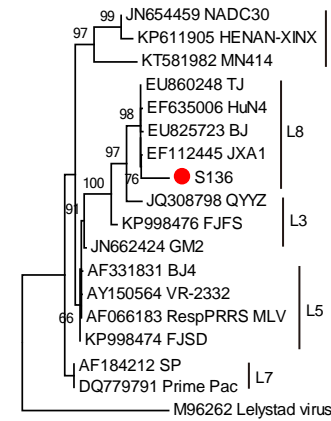 99
JN654459 NADC30
97
KP611905 HENAN-XINX
KT581982 MN414
EU860248 TJ
98
EF635006 HuN4
EU825723 BJ
L8
97
EF112445 JXA1
76
S136
100
JQ308798 QYYZ
91
KP998476 FJFS
L3
JN662424 GM2
AF331831 BJ4
AY150564 VR-2332
L5
66
AF066183 RespPRRS MLV
KP998474 FJSD
AF184212 SP
L7
DQ779791 Prime Pac
M96262 Lelystad virus